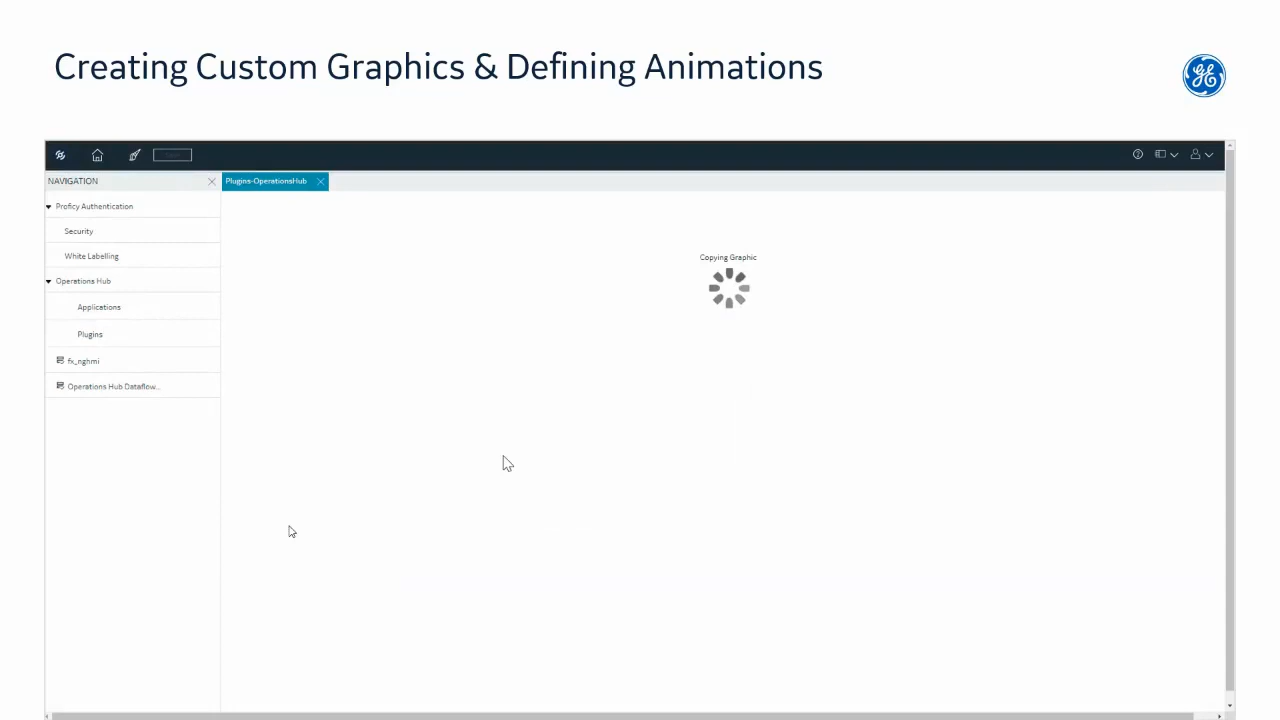 Creating Custom Graphics & Defining Animations
NAVIGATION
Plugins-OperationsHub
Proficy Authentication
Security
White Labelling
Operations Hub
Applications
Plugins
fx_nghmi
Operations Hub Dataflow...
Copying Graphic